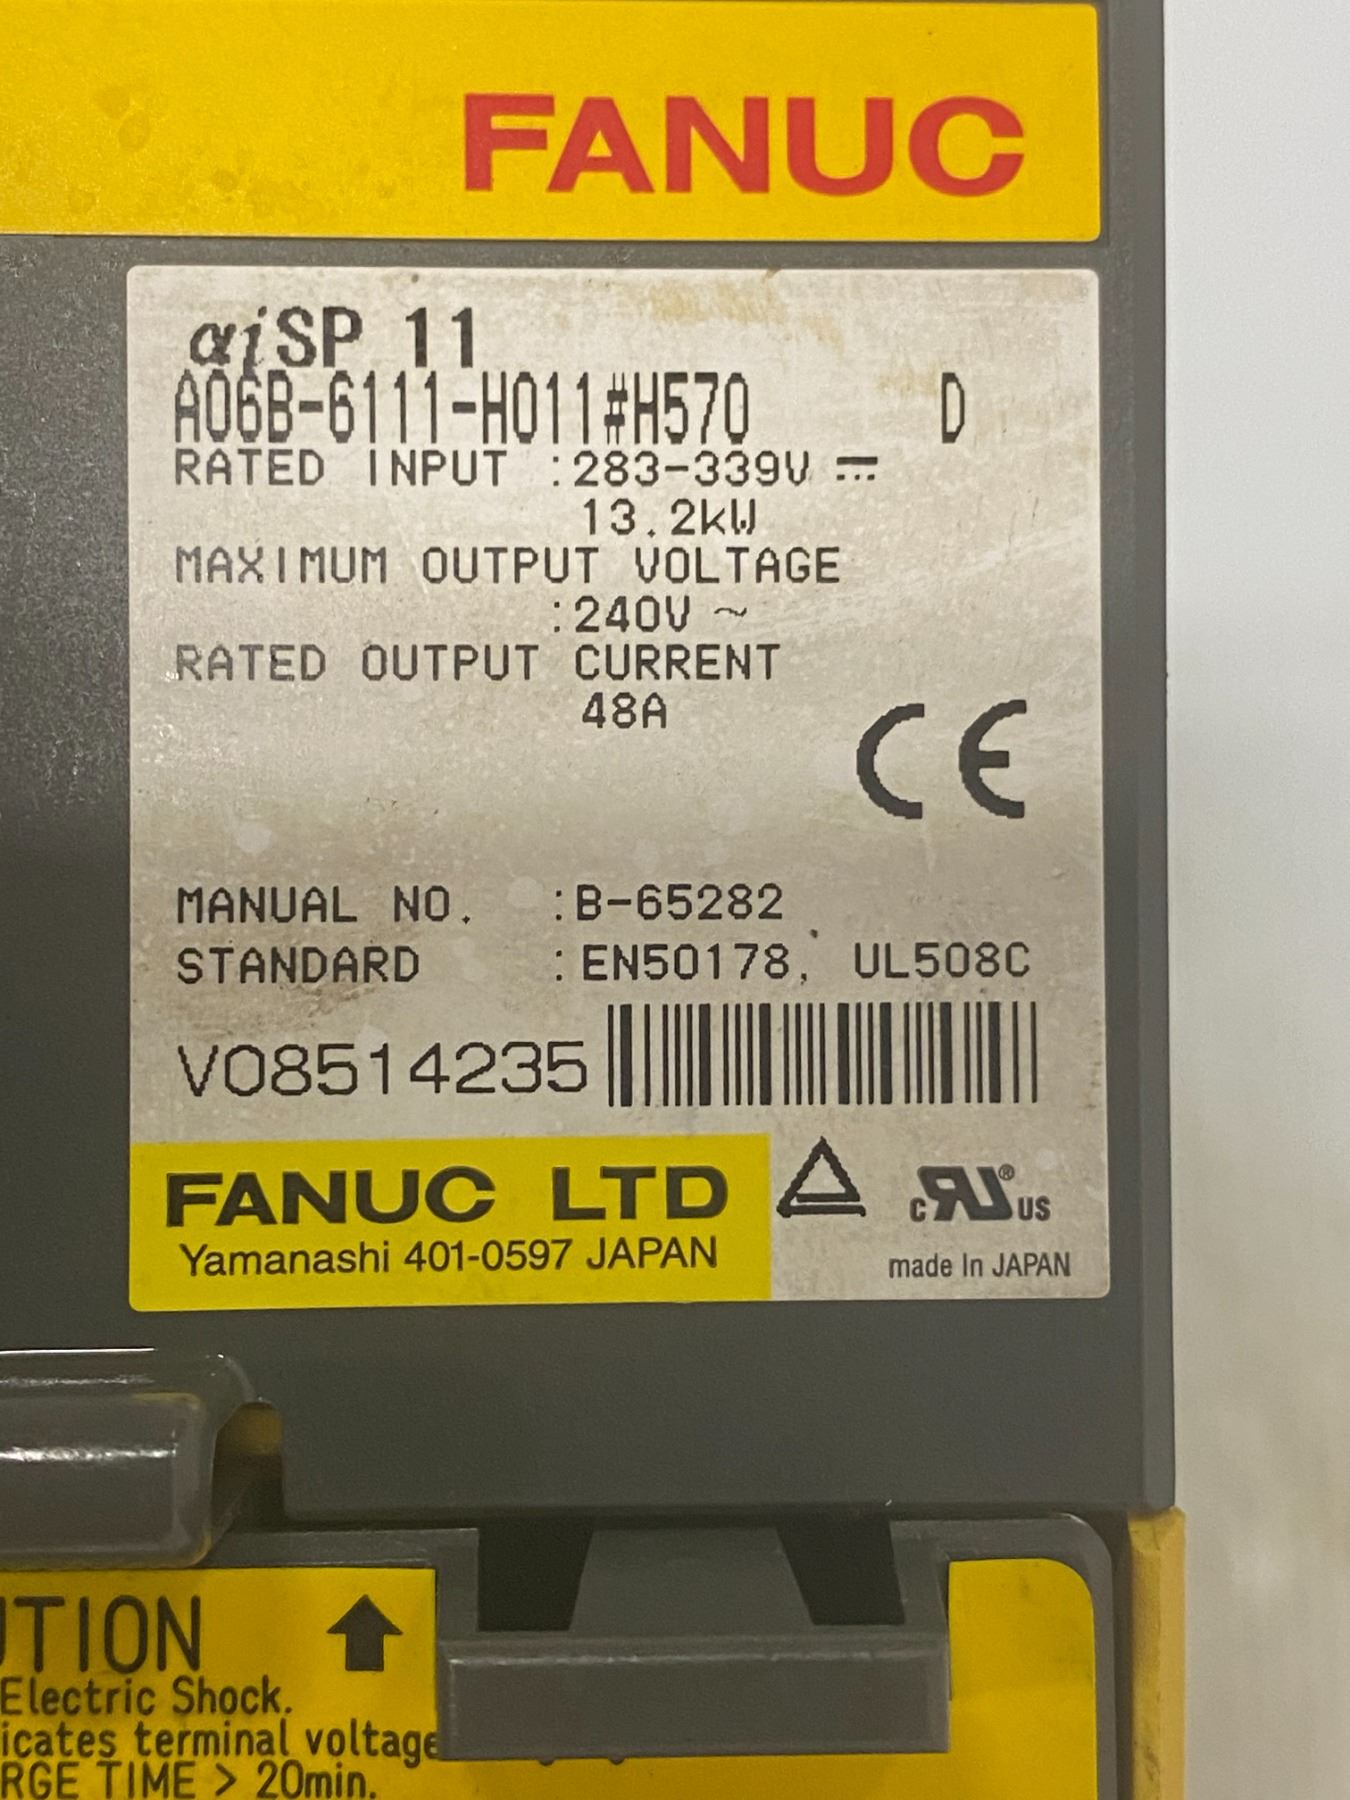 FANUC
αiSP 11
A06B-6111-H011#H570 D
RATED INPUT :283-339V ⎓
13.2kW
MAXIMUM OUTPUT VOLTAGE
:240V ~
RATED OUTPUT CURRENT
48A
CE
MANUAL NO. :B-65282
STANDARD :EN50178, UL508C
V08514235
FANUC LTD
Yamanashi 401-0597 JAPAN
c RU® US
made In JAPAN
UTION
Electric Shock.
icates terminal voltage
RGE TIME > 20min.